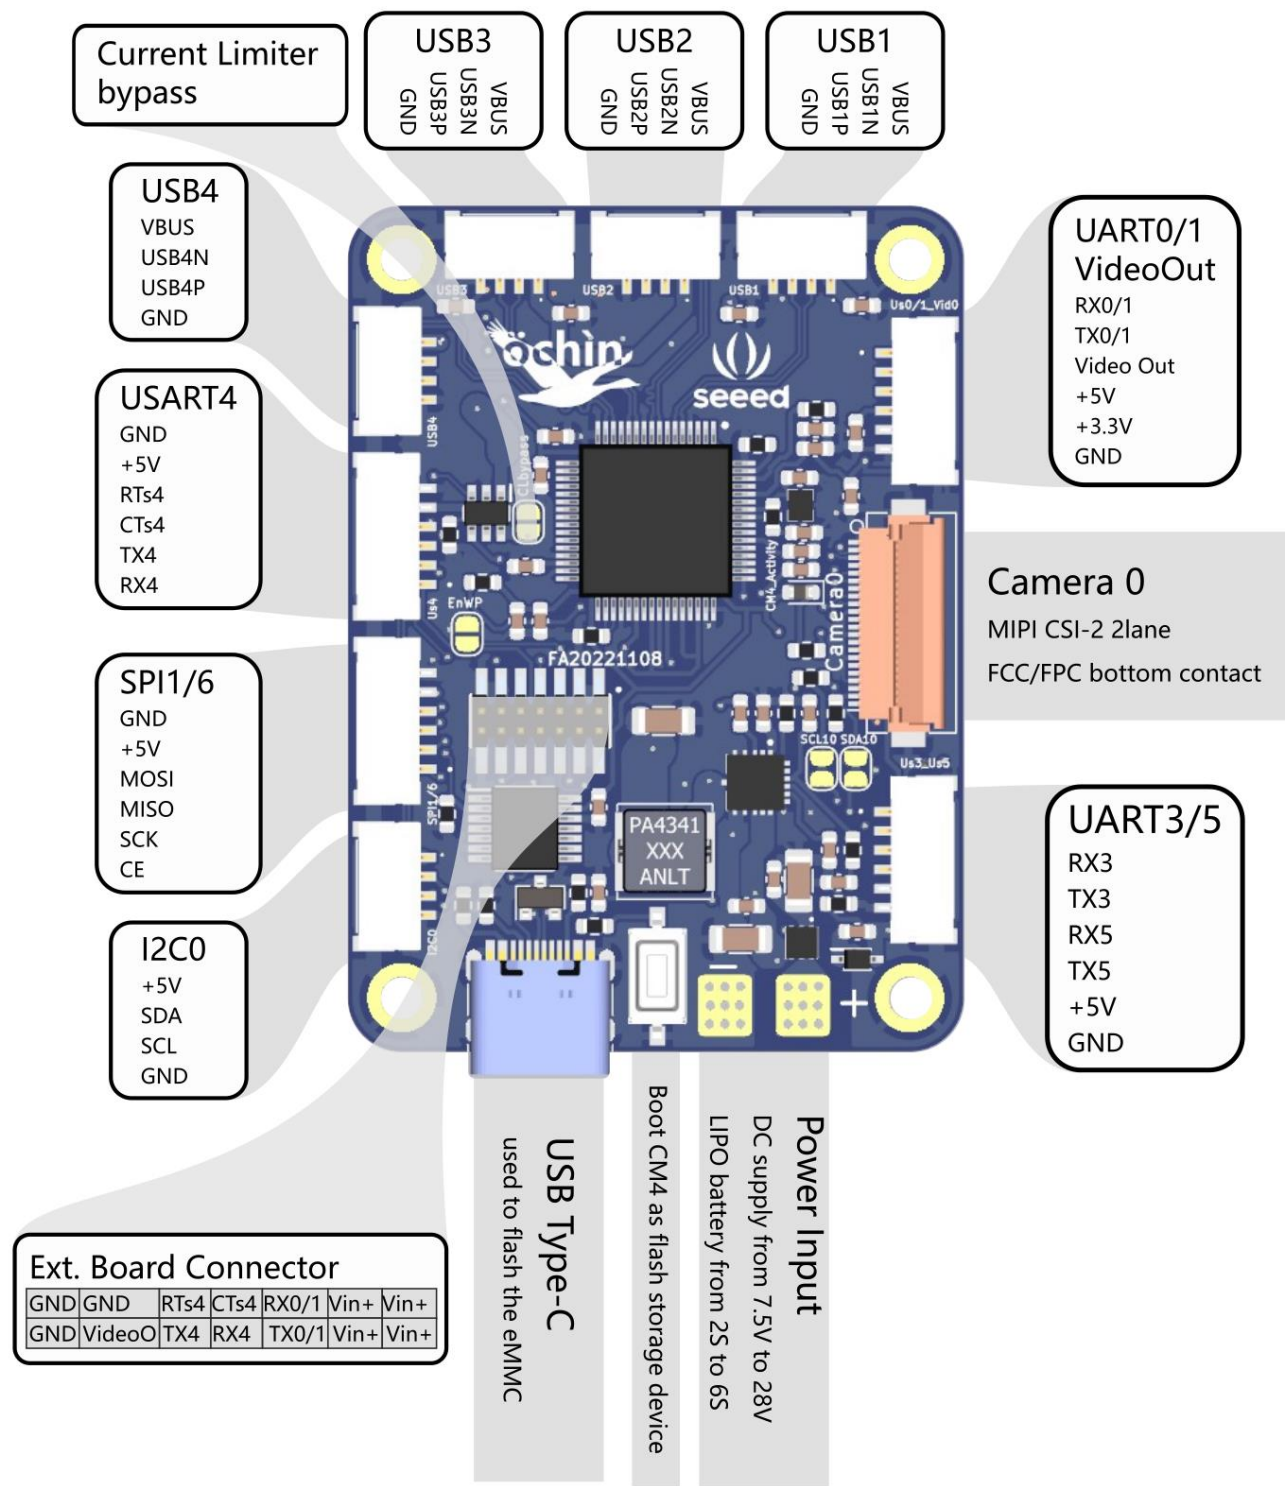 Current Limiter
bypass
USB3
GND
USB3P
USB3N
VBUS
USB2
GND
USB2P
USB2N
VBUS
USB1
GND
USB1P
USB1N
VBUS
USB4
VBUS
USB4N
USB4P
GND
USART4
GND
+5V
RTs4
CTs4
TX4
RX4
SPI1/6
GND
+5V
MOSI
MISO
SCK
CE
I2C0
+5V
SDA
SCL
GND
UART0/1
VideoOut
RX0/1
TX0/1
Video Out
+5V
+3.3V
GND
Camera 0
MIPI CSI-2 2lane
FCC/FPC bottom contact
UART3/5
RX3
TX3
RX5
TX5
+5V
GND
USB3
USB2
USB1
Us0/1_Vid0
öchìn
seeed
USB4
CLbypass
CM4_Activity
Us4
EnWP
Camera0
FA20221108
SCL10 SDA10
Us3_Us5
SPI1/6
PA4341
XXX
ANLT
I2C0
− +
Ext. Board Connector
GND GND RTs4 CTs4 RX0/1 Vin+ Vin+
GND VideoO TX4 RX4 TX0/1 Vin+ Vin+
USB Type-C
used to flash the eMMC
Boot CM4 as flash storage device
Power Input
DC supply from 7.5V to 28V
LIPO battery from 2S to 6S